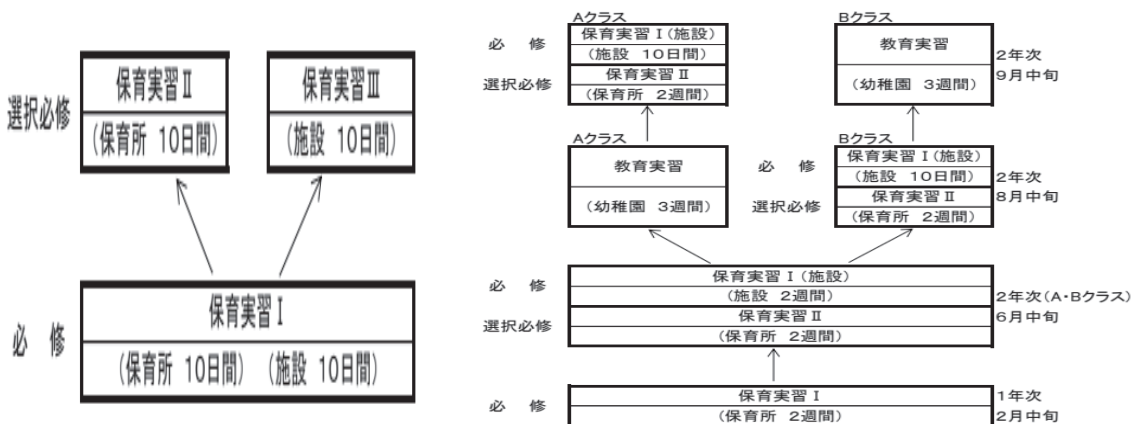 保育実習Ⅱ
保育実習Ⅲ
選択必修
(保育所 10日間)
(施設 10日間)
保育実習Ⅰ
必 修
(保育所 10日間) (施設 10日間)
Aクラス
Bクラス
必 修
保育実習Ⅰ(施設)
(施設 10日間)
選択必修
保育実習Ⅱ
(保育所 2週間)
教育実習
(幼稚園 3週間)
2年次
9月中旬
Aクラス
Bクラス
教育実習
(幼稚園 3週間)
必 修
保育実習Ⅰ(施設)
(施設 10日間)
選択必修
保育実習Ⅱ
(保育所 2週間)
2年次
8月中旬
必 修
保育実習Ⅰ(施設)
(施設 2週間)
選択必修
保育実習Ⅱ
(保育所 2週間)
2年次(A・Bクラス)
6月中旬
必 修
保育実習Ⅰ
(保育所 2週間)
1年次
2月中旬